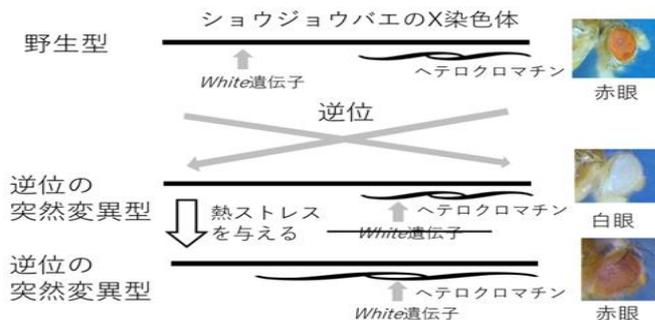 ショウジョウバエのX染色体
野生型
White遺伝子
ヘテロクロマチン
赤眼
逆位
逆位の
突然変異型
ヘテロクロマチン
White遺伝子
白眼
熱ストレス
を与える
逆位の
突然変異型
ヘテロクロマチン
White遺伝子
赤眼